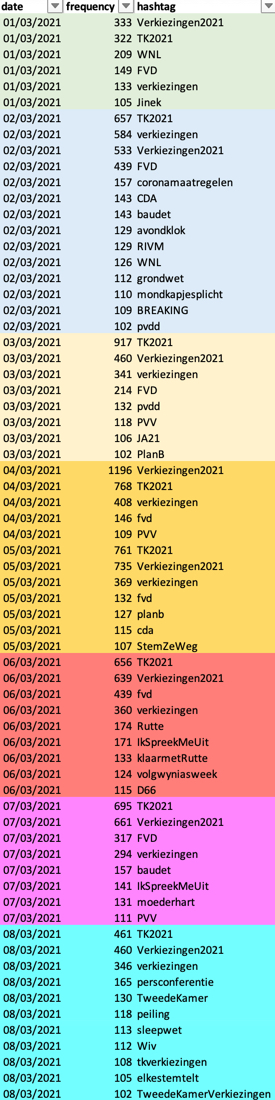 date frequency hashtag
01/03/2021 333 Verkiezingen2021
01/03/2021 322 TK2021
01/03/2021 209 WNL
01/03/2021 149 FVD
01/03/2021 133 verkiezingen
01/03/2021 105 Jinek
02/03/2021 657 TK2021
02/03/2021 584 verkiezingen
02/03/2021 533 Verkiezingen2021
02/03/2021 439 FVD
02/03/2021 157 coronamaatregelen
02/03/2021 143 CDA
02/03/2021 143 baudet
02/03/2021 129 avondklok
02/03/2021 129 RIVM
02/03/2021 126 WNL
02/03/2021 112 grondwet
02/03/2021 110 mondkapjesplicht
02/03/2021 109 BREAKING
02/03/2021 102 pvdd
03/03/2021 917 TK2021
03/03/2021 460 Verkiezingen2021
03/03/2021 341 verkiezingen
03/03/2021 214 FVD
03/03/2021 132 pvdd
03/03/2021 118 PVV
03/03/2021 106 JA21
03/03/2021 102 PlanB
04/03/2021 1196 Verkiezingen2021
04/03/2021 768 TK2021
04/03/2021 408 verkiezingen
04/03/2021 146 fvd
04/03/2021 109 PVV
05/03/2021 761 TK2021
05/03/2021 735 Verkiezingen2021
05/03/2021 369 verkiezingen
05/03/2021 132 fvd
05/03/2021 127 planb
05/03/2021 115 cda
05/03/2021 107 StemZeWeg
06/03/2021 656 TK2021
06/03/2021 639 Verkiezingen2021
06/03/2021 439 fvd
06/03/2021 360 verkiezingen
06/03/2021 174 Rutte
06/03/2021 171 IkSpreekMeUit
06/03/2021 133 klaarmetRutte
06/03/2021 124 volgwyniasweek
06/03/2021 115 D66
07/03/2021 695 TK2021
07/03/2021 661 Verkiezingen2021
07/03/2021 317 FVD
07/03/2021 294 verkiezingen
07/03/2021 157 baudet
07/03/2021 141 IkSpreekMeUit
07/03/2021 131 moederhart
07/03/2021 111 PVV
08/03/2021 461 TK2021
08/03/2021 460 Verkiezingen2021
08/03/2021 346 verkiezingen
08/03/2021 165 persconferentie
08/03/2021 130 TweedeKamer
08/03/2021 118 peiling
08/03/2021 113 sleepwet
08/03/2021 112 Wiv
08/03/2021 108 tkverkiezingen
08/03/2021 105 elkestemtelt
08/03/2021 102 TweedeKamerVerkiezingen